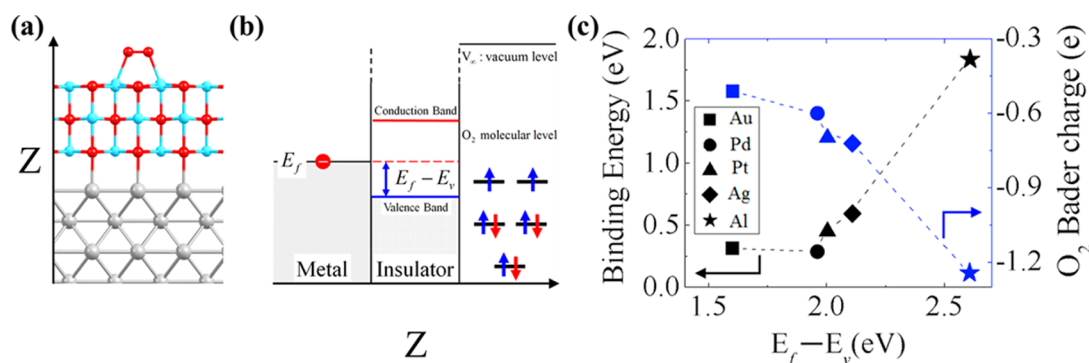 (a)
Z
(b)
V∞ : vacuum level
Conduction Band
O₂ molecular level
E_f
E_f − E_v
Valence Band
Metal
Insulator
Z
(c)
Binding Energy (eV)
2.0
1.5
1.0
0.5
0.0
Au
Pd
Pt
Ag
Al
1.5
2.0
2.5
E_f − E_v (eV)
-0.3
-0.6
-0.9
-1.2
O₂ Bader charge (e)